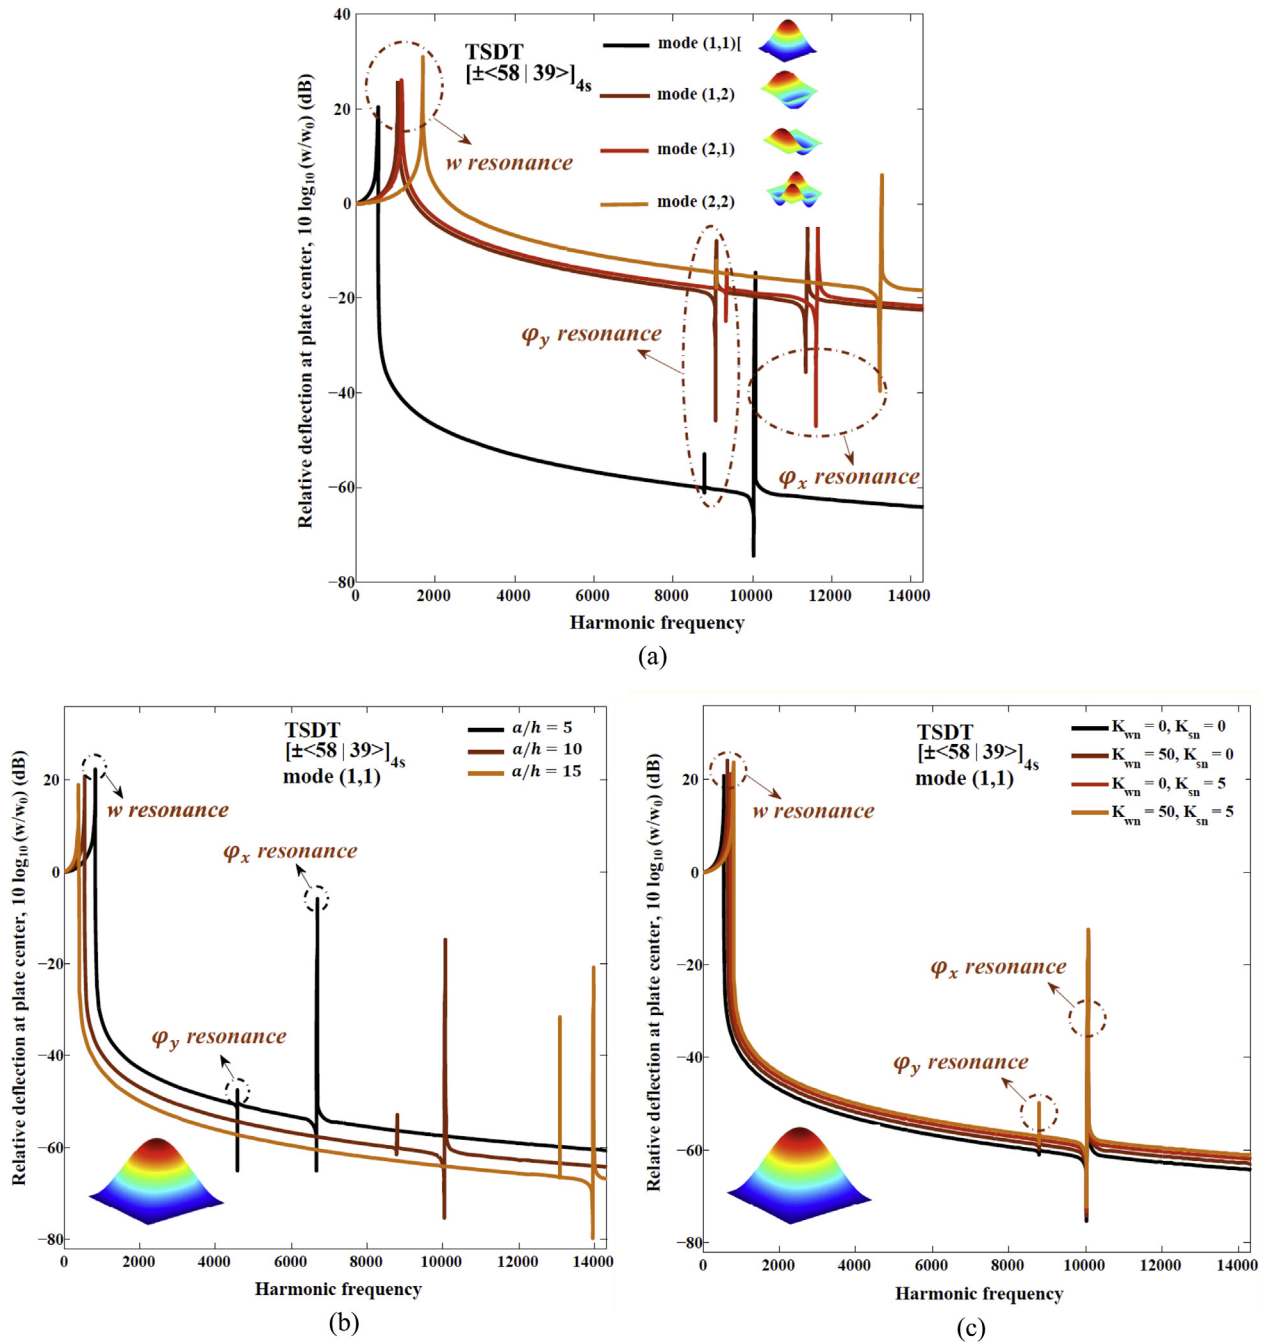 40
20
0
−20
−40
−60
−80
Relative deflection at plate center, 10 log₁₀ (w/w₀) (dB)
TSDT
[±<58 | 39>]₄ₛ
mode (1,1)[
mode (1,2)
mode (2,1)
mode (2,2)
w resonance
φy resonance
φx resonance
0 2000 4000 6000 8000 10000 12000 14000
Harmonic frequency
(a)
20
0
−20
−40
−60
−80
Relative deflection at plate center, 10 log₁₀ (w/w₀) (dB)
TSDT
[±<58 | 39>]₄ₛ
mode (1,1)
a/h = 5
a/h = 10
a/h = 15
w resonance
φx resonance
φy resonance
0 2000 4000 6000 8000 10000 12000 14000
Harmonic frequency
(b)
20
0
−20
−40
−60
−80
Relative deflection at plate center, 10 log₁₀ (w/w₀) (dB)
TSDT
[±<58 | 39>]₄ₛ
mode (1,1)
Kwn = 0, Ksn = 0
Kwn = 50, Ksn = 0
Kwn = 0, Ksn = 5
Kwn = 50, Ksn = 5
w resonance
φx resonance
φy resonance
0 2000 4000 6000 8000 10000 12000 14000
Harmonic frequency
(c)